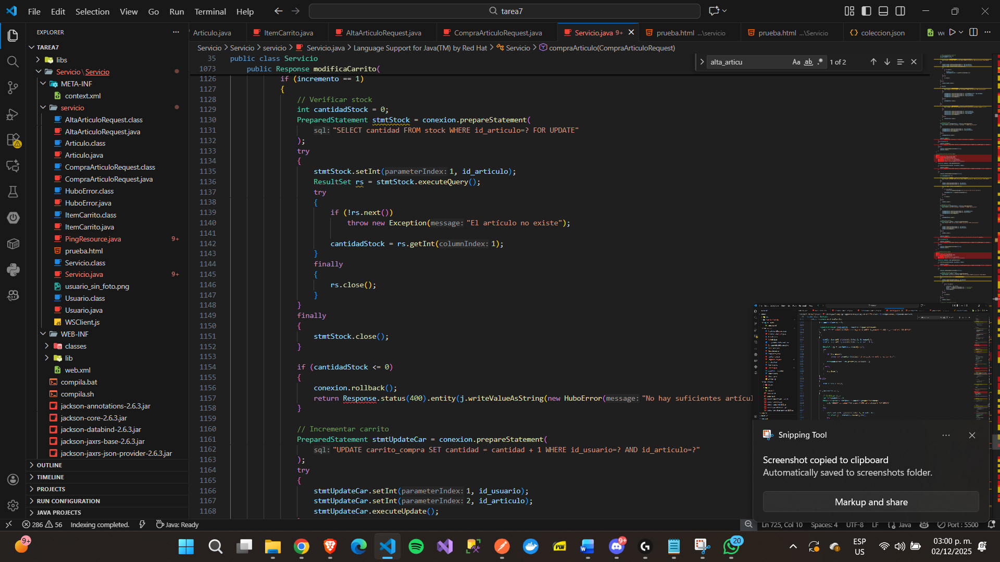 File Edit Selection View Go Run Terminal Help
tarea7
EXPLORER
TAREA7
libs
Servicio\Servicio
META-INF
context.xml
servicio
AltaArticuloRequest.class
AltaArticuloRequest.java
Articulo.class
Articulo.java
CompraArticuloRequest.class
CompraArticuloRequest.java
HuboError.class
HuboError.java
ItemCarrito.class
ItemCarrito.java
PingResource.java 9+
prueba.html
Servicio.class
Servicio.java 9+
usuario_sin_foto.png
Usuario.class
Usuario.java
WSClient.js
WEB-INF
classes
lib
web.xml
compila.bat
compila.sh
jackson-annotations-2.6.3.jar
jackson-core-2.6.3.jar
jackson-databind-2.6.3.jar
jackson-jaxrs-base-2.6.3.jar
jackson-jaxrs-json-provider-2.6.3.jar
OUTLINE
TIMELINE
PROJECTS
RUN CONFIGURATION
JAVA PROJECTS
Articulo.java ItemCarrito.java AltaArticuloRequest.java CompraArticuloRequest.java Servicio.java 9+ prueba.html ...\servicio prueba.html ...\Servicio coleccion.json we
Servicio > Servicio > servicio > Servicio.java > Language Support for Java(TM) by Red Hat > Servicio > compraArticulo(CompraArticuloRequest)
alta_articu Aa ab .* 1 of 2
35 public class Servicio
1073 public Response modificaCarrito(
1126 if (incremento == 1)
1127 {
1128 // Verificar stock
1129 int cantidadStock = 0;
1130 PreparedStatement stmtStock = conexion.prepareStatement(
1131 sql: "SELECT cantidad FROM stock WHERE id_articulo=? FOR UPDATE"
1132 );
1133 try
1134 {
1135 stmtStock.setInt(parameterIndex: 1, id_articulo);
1136 ResultSet rs = stmtStock.executeQuery();
1137 try
1138 {
1139 if (!rs.next())
1140 throw new Exception(message: "El artículo no existe");
1141
1142 cantidadStock = rs.getInt(columnIndex: 1);
1143 }
1144 finally
1145 {
1146 rs.close();
1147 }
1148 }
1149 finally
1150 {
1151 stmtStock.close();
1152 }
1153
1154 if (cantidadStock <= 0)
1155 {
1156 conexion.rollback();
1157 return Response.status(400).entity(j.writeValueAsString(new HuboError(message: "No hay suficientes artícul
1158 }
1159
1160 // Incrementar carrito
1161 PreparedStatement stmtUpdateCar = conexion.prepareStatement(
1162 sql: "UPDATE carrito_compra SET cantidad = cantidad + 1 WHERE id_usuario=? AND id_articulo=?"
1163 );
1164 try
1165 {
1166 stmtUpdateCar.setInt(parameterIndex: 1, id_usuario);
1167 stmtUpdateCar.setInt(parameterIndex: 2, id_articulo);
1168 stmtUpdateCar.executeUpdate();
Snipping Tool
Screenshot copied to clipboard
Automatically saved to screenshots folder.
Markup and share
286 56 Indexing completed. Java: Ready
Ln 725, Col 10 Spaces: 4 UTF-8 LF Java Port : 5500
9+
PDF
9+
20
ESP
US
03:00 p. m.
02/12/2025